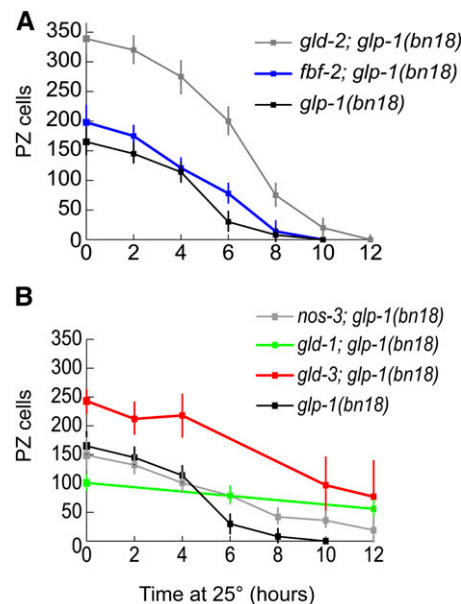 A
PZ cells
350
300
250
200
150
100
50
0
0 2 4 6 8 10 12
gld-2; glp-1(bn18)
fbf-2; glp-1(bn18)
glp-1(bn18)
B
PZ cells
350
300
250
200
150
100
50
0
0 2 4 6 8 10 12
nos-3; glp-1(bn18)
gld-1; glp-1(bn18)
gld-3; glp-1(bn18)
glp-1(bn18)
Time at 25° (hours)